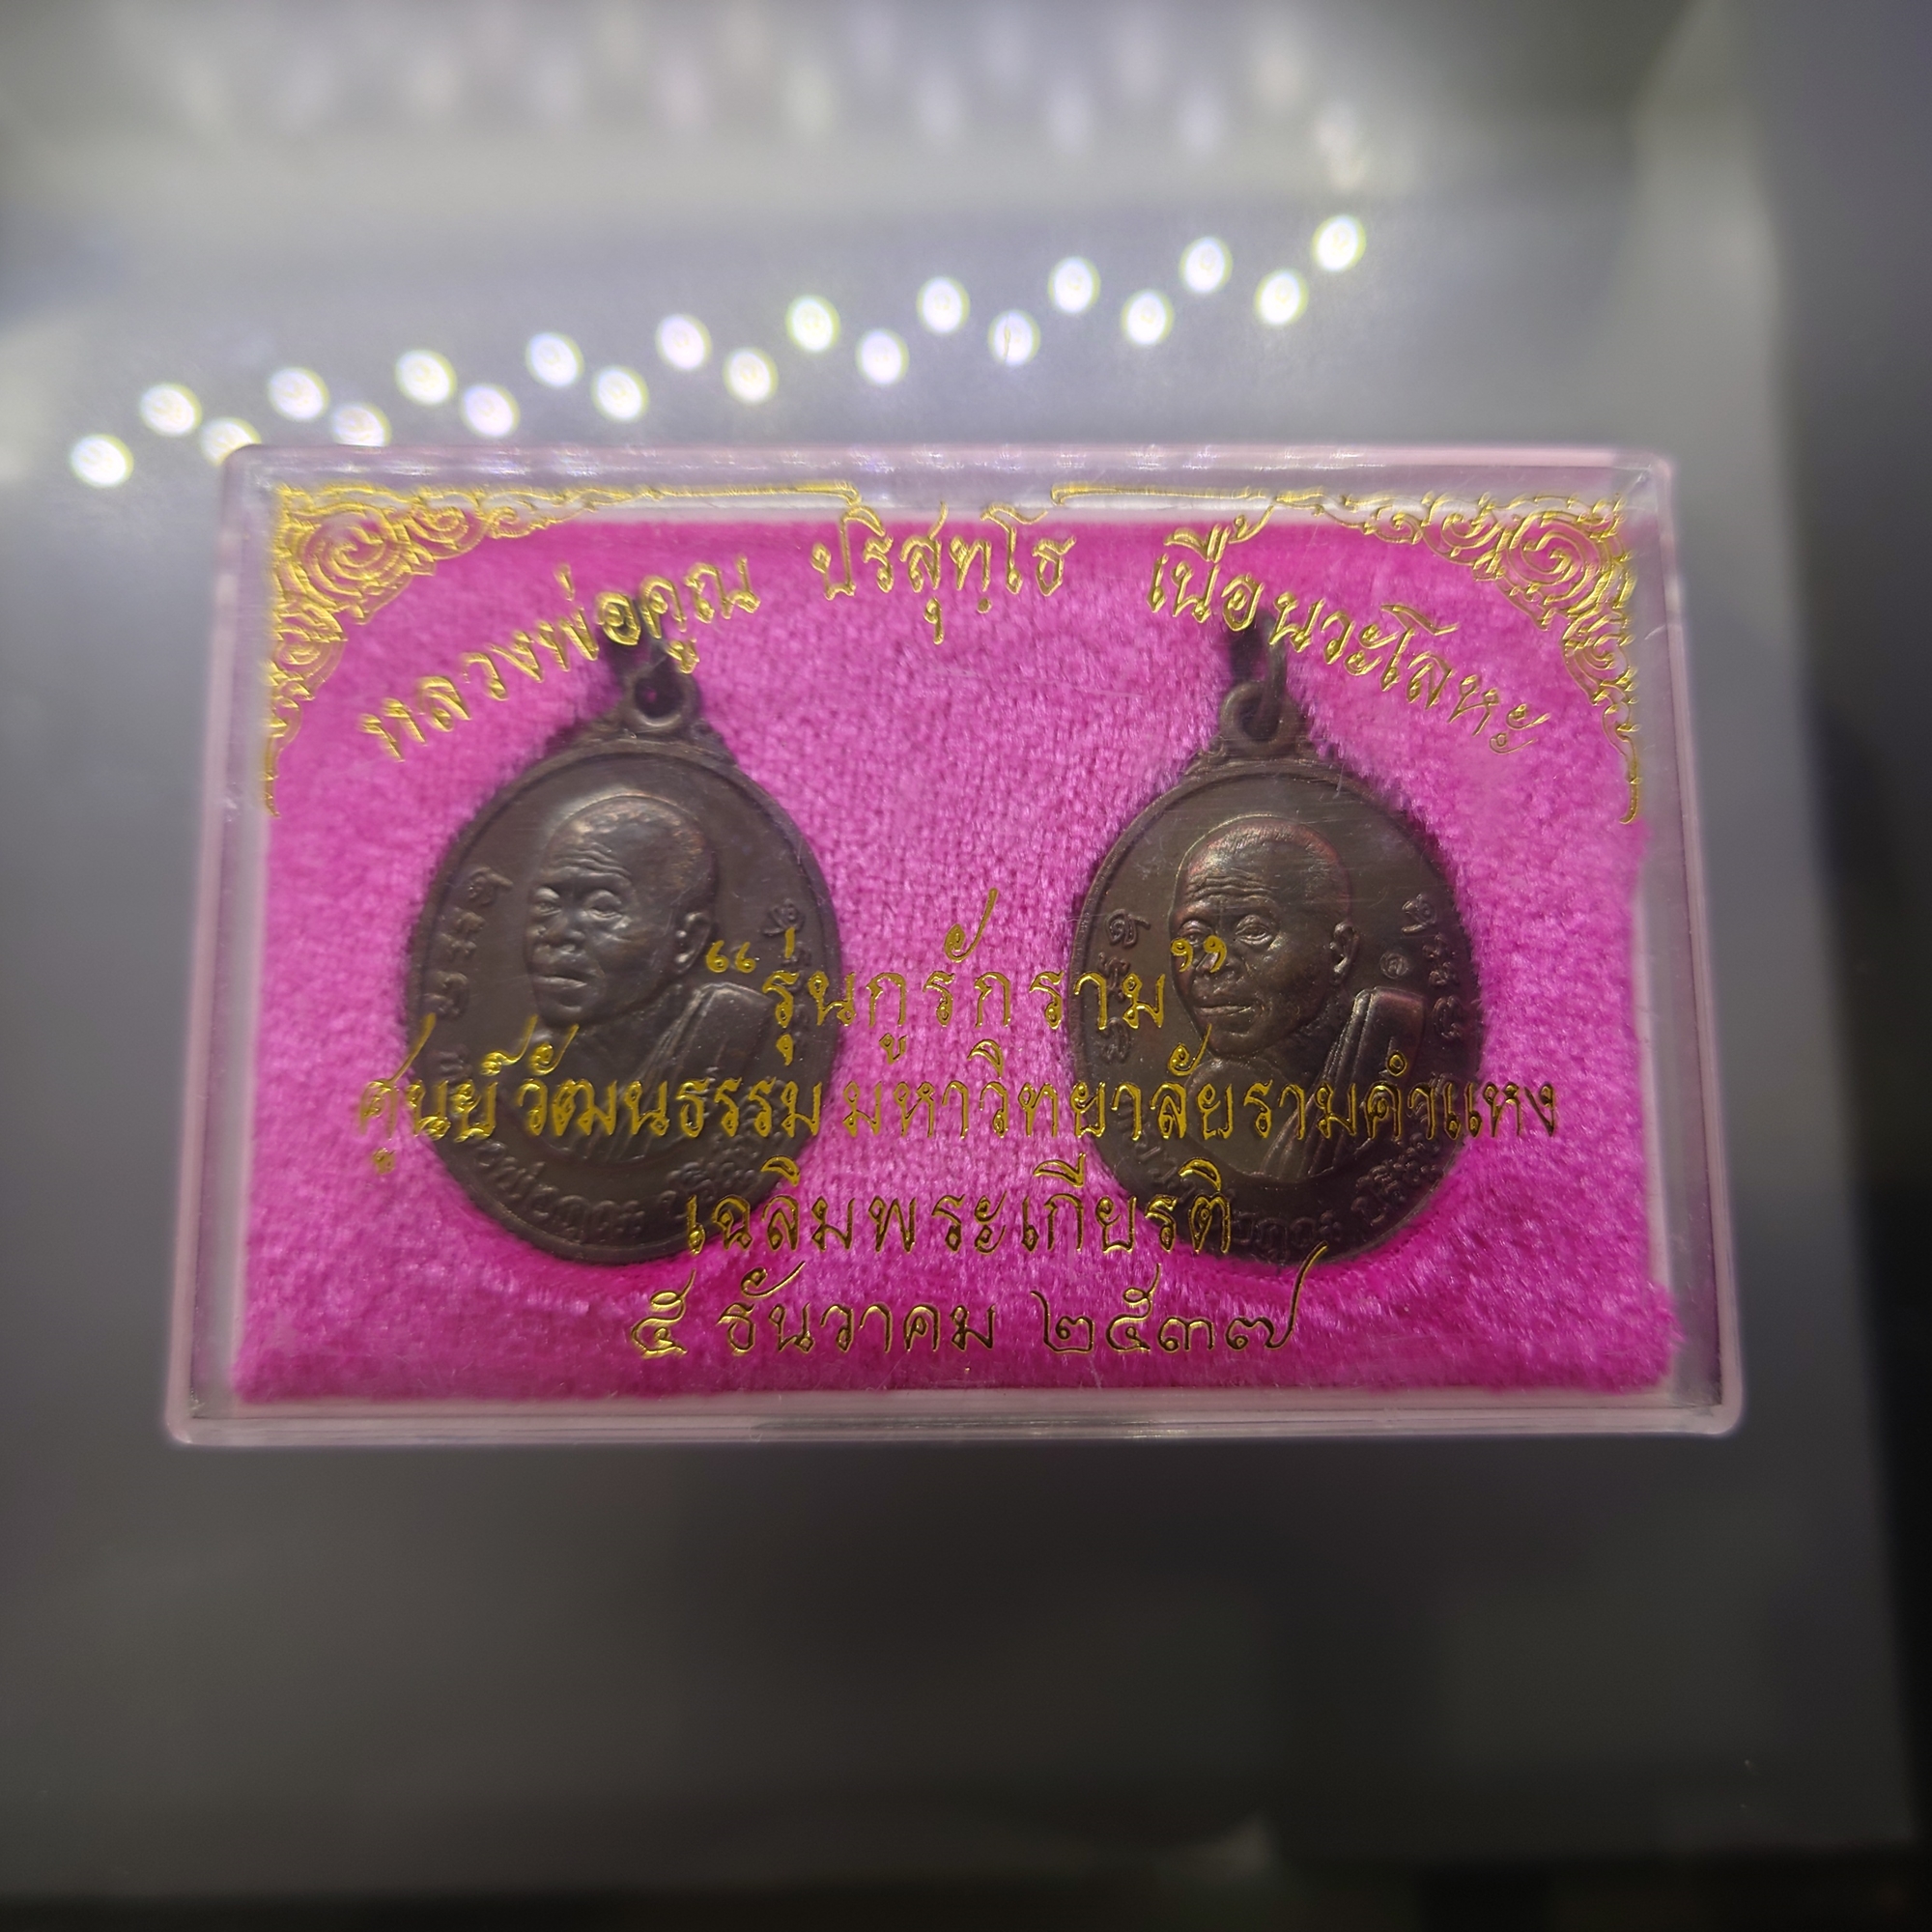 หลวงพ่อคูณ ปริสุทฺโธ เนื้อนวะโลหะ
“รุ่นกูรักราม”
ศูนย์วัฒนธรรม มหาวิทยาลัยรามคำแหง
เฉลิมพระเกียรติ
๕ ธันวาคม ๒๕๓๗